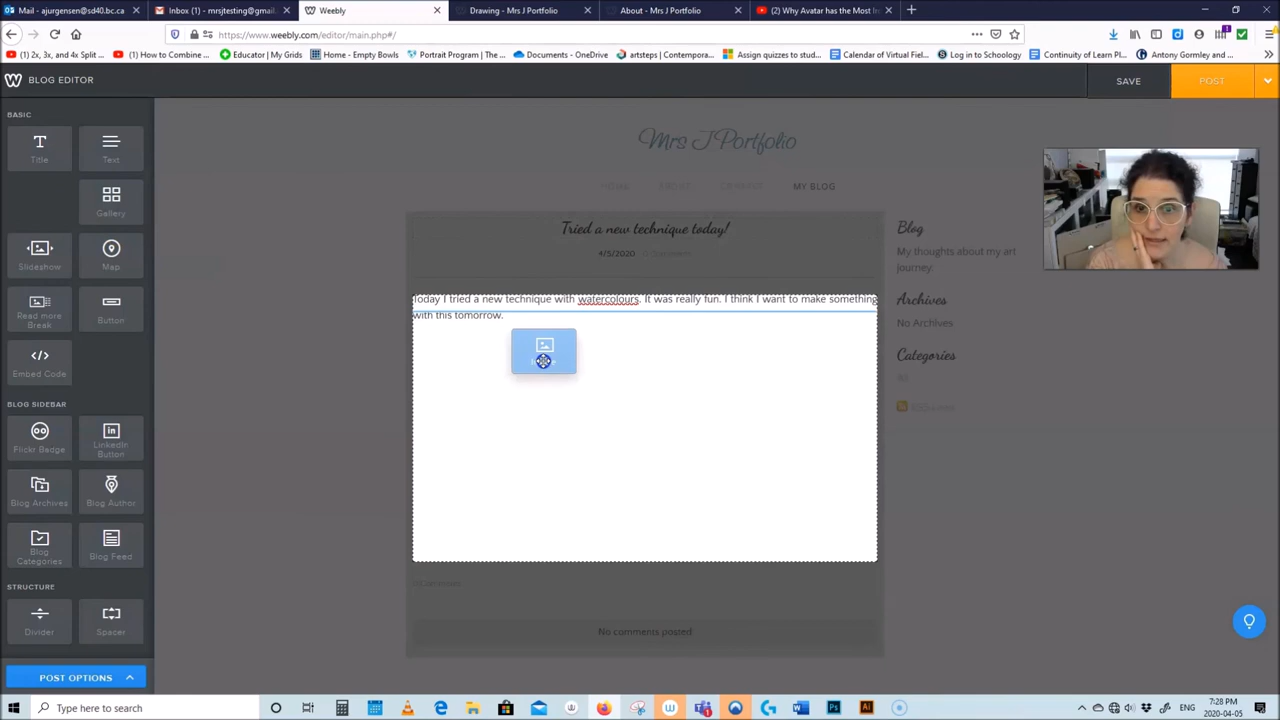 Mail - ajurgensen@sd40.bc.ca
Inbox (1) - mrsjtesting@gmail.
Weebly
Drawing - Mrs J Portfolio
About - Mrs J Portfolio
(2) Why Avatar has the Most In
https://www.weebly.com/editor/main.php#/
(1) 2x, 3x, and 4x Split ...
(1) How to Combine ...
Educator | My Grids
Portrait Program | The ...
Home - Empty Bowls
Documents - OneDrive
artsteps | Contemporar...
Assign quizzes to stud...
Calendar of Virtual Fiel...
Log in to Schoology
Continuity of Learn Pl...
Antony Gormley and ...
BLOG EDITOR
SAVE
POST
BASIC
Title
Text
Gallery
Slideshow
Map
Read more
Break
Button
Embed Code
BLOG SIDEBAR
Flickr Badge
LinkedIn
Button
Blog Archives
Blog Author
Blog
Categories
Blog Feed
STRUCTURE
Divider
Spacer
POST OPTIONS
Mrs J Portfolio
HOME
MY BLOG
Tried a new technique today!
4/5/2020
Today I tried a new technique with watercolours. It was really fun. I think I want to make something
with this tomorrow.
No comments posted
Blog
My thoughts about my art
journey:
Archives
No Archives
Categories
All
RSS Feed
Type here to search
ENG
7:28 PM
2020-04-05